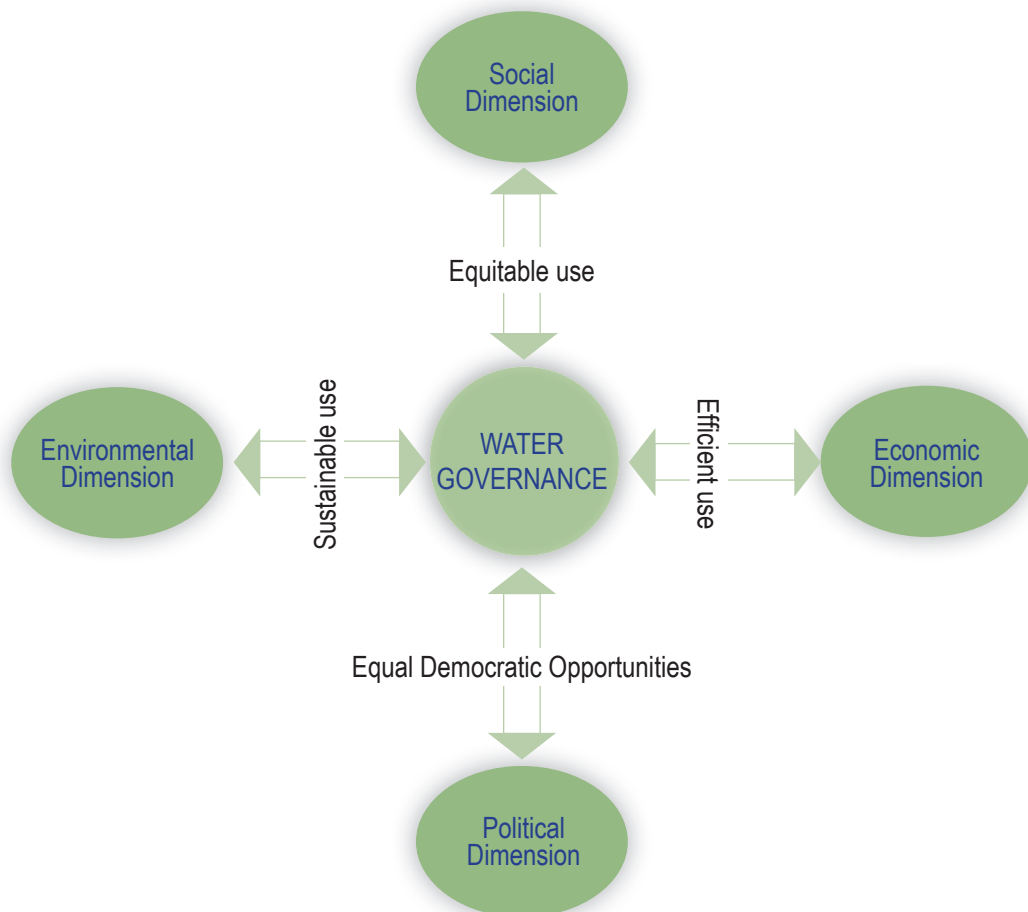 Social
Dimension
Equitable use
Environmental
Dimension
Sustainable use
WATER
GOVERNANCE
Efficient use
Economic
Dimension
Equal Democratic Opportunities
Political
Dimension